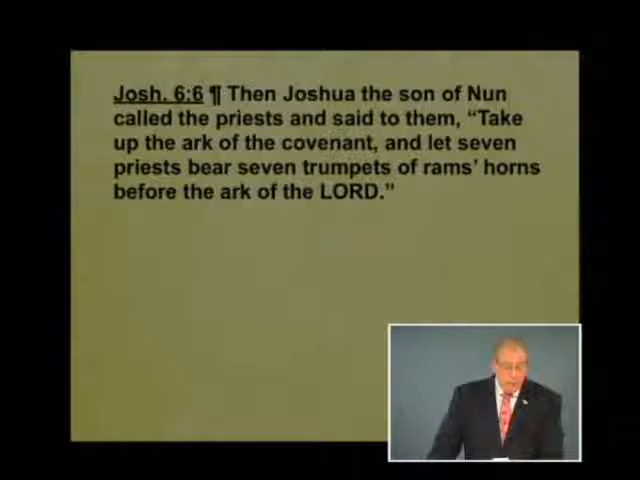 Josh. 6:6 ¶ Then Joshua the son of Nun
called the priests and said to them, “Take
up the ark of the covenant, and let seven
priests bear seven trumpets of rams’ horns
before the ark of the LORD.”